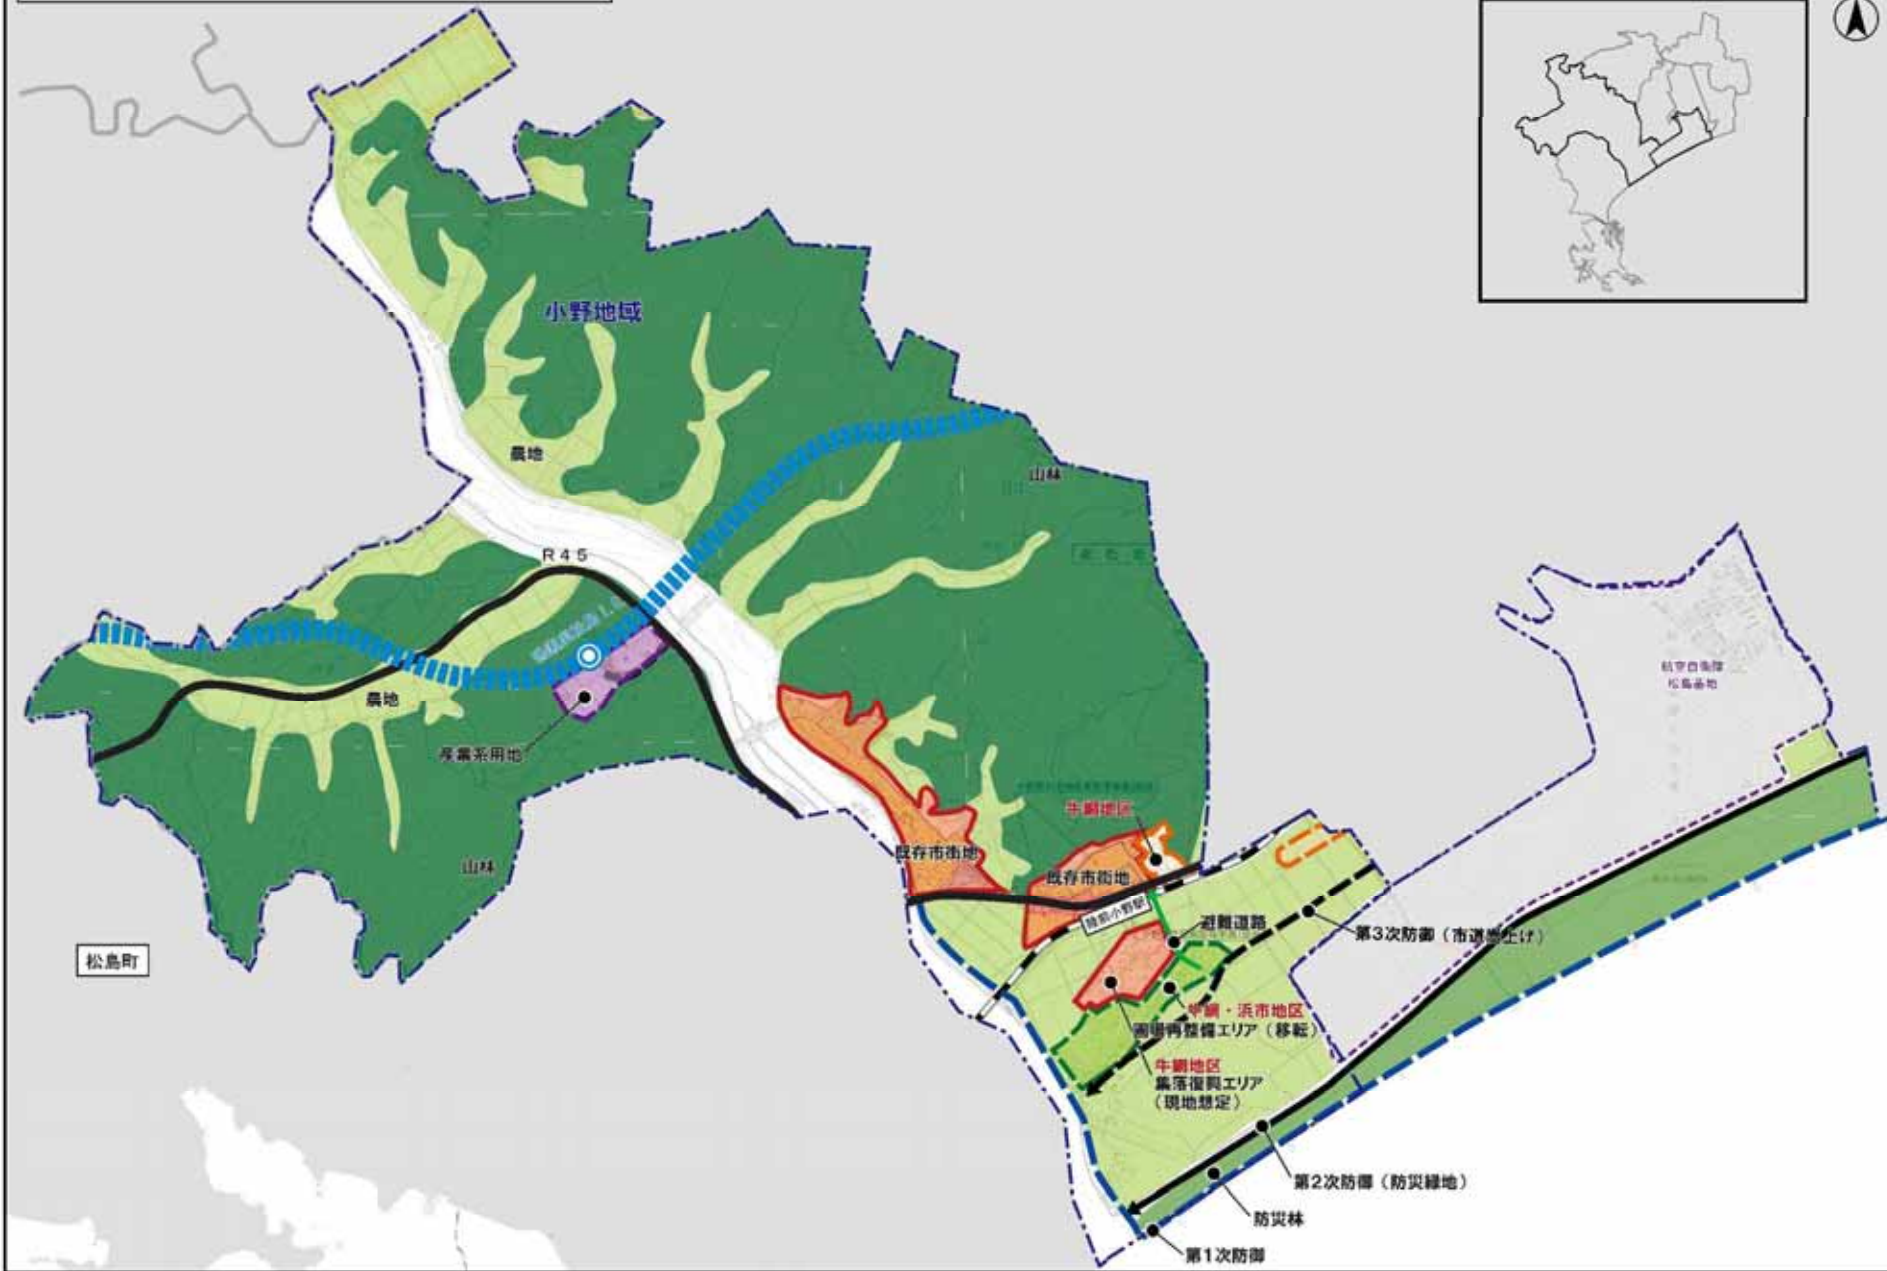 小野地域
農地
山林
R45
農地
産業系用地
山林
航空自衛隊
松島基地
牛網地区
既存市街地
既存市街地
陸前小野駅
避難道路
第3次防御（市道嵩上げ）
松島町
牛網・浜市地区
圃場再整備エリア（移転）
牛網地区
集落復興エリア
（現地想定）
第2次防御（防災緑地）
防災林
第1次防御